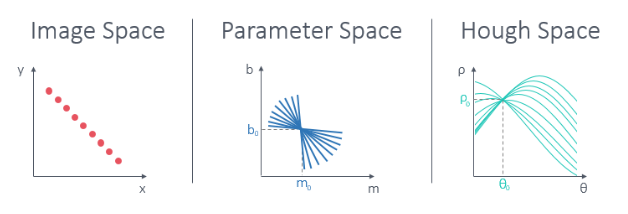 Image Space
Parameter Space
Hough Space
y
x
b
b₀
m₀
m
ρ
ρ₀
θ₀
θ